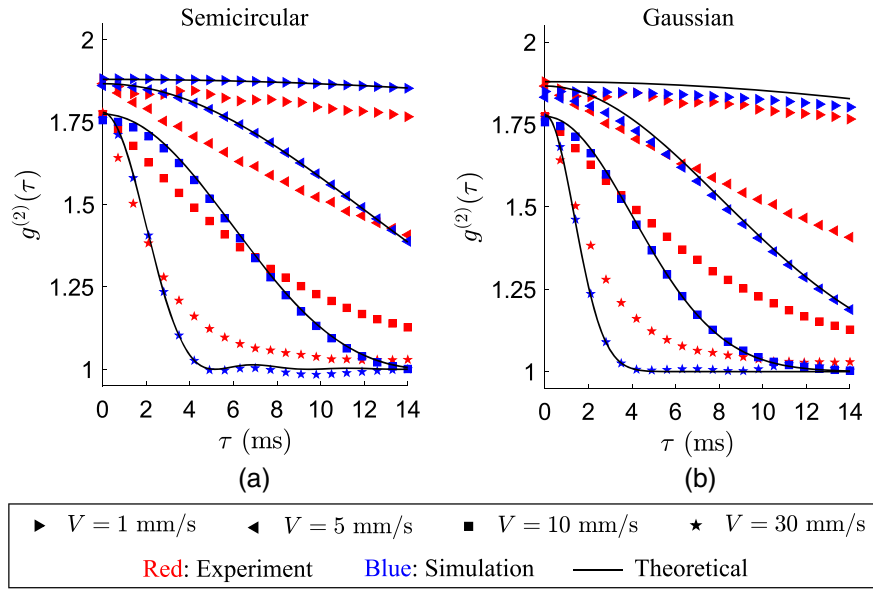 Semicircular
2
1.75
1.5
1.25
1
g^(2)(τ)
0 2 4 6 8 10 12 14
τ (ms)
(a)
Gaussian
2
1.75
1.5
1.25
1
g^(2)(τ)
0 2 4 6 8 10 12 14
τ (ms)
(b)
V = 1 mm/s V = 5 mm/s V = 10 mm/s V = 30 mm/s
Red: Experiment Blue: Simulation Theoretical